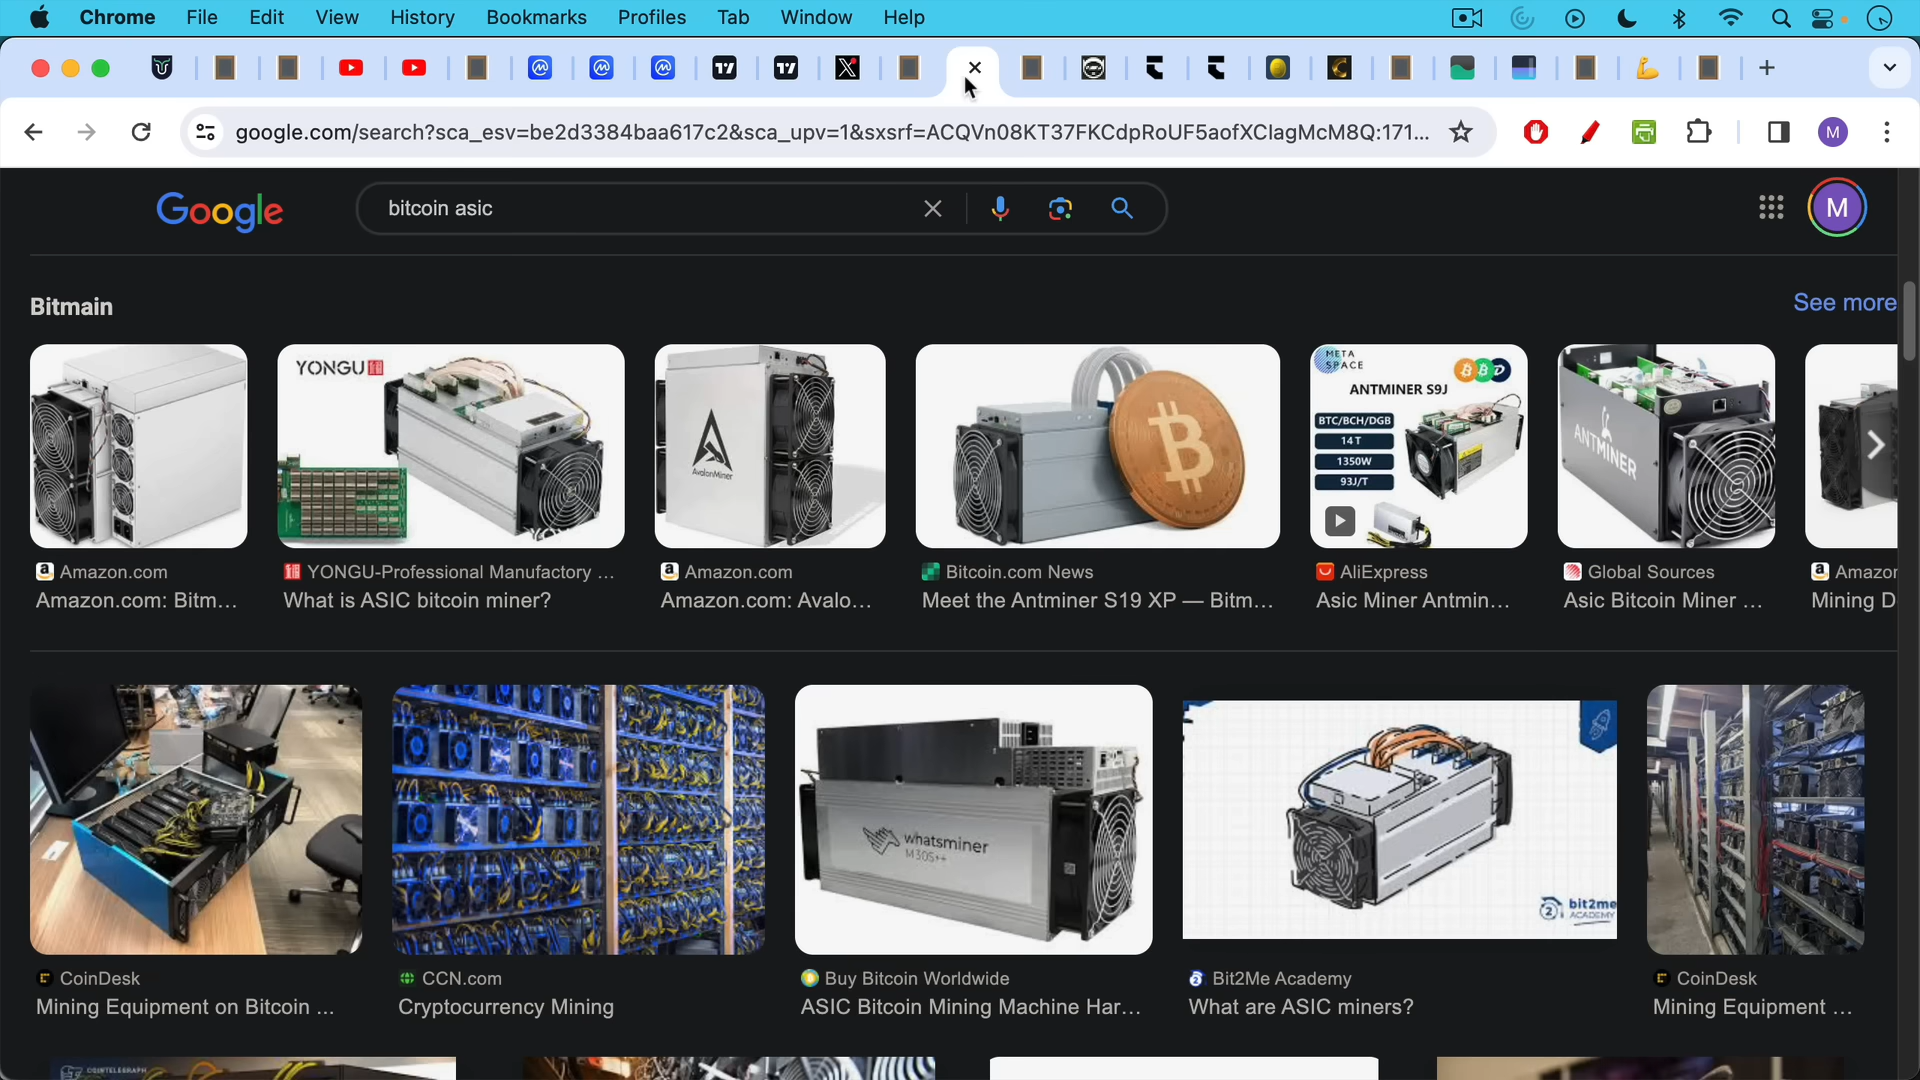 Chrome File Edit View History Bookmarks Profiles Tab Window Help
google.com/search?sca_esv=be2d3384baa617c2&sca_upv=1&sxsrf=ACQVn08KT37FKCdpRoUF5aofXClagMcM8Q:171...
M
Google
bitcoin asic
M
Bitmain
See more
YONGU
AvalonMiner
META SPACE
ANTMINER S9J
BTC/BCH/DGB
14 T
1350W
93J/T
ANTMINER
Amazon.com
Amazon.com: Bitm...
YONGU-Professional Manufactory ...
What is ASIC bitcoin miner?
Amazon.com
Amazon.com: Avalo...
Bitcoin.com News
Meet the Antminer S19 XP — Bitm...
AliExpress
Asic Miner Antmin...
Global Sources
Asic Bitcoin Miner ...
Amazon
Mining D
whatsminer
M30S++
bit2me
ACADEMY
CoinDesk
Mining Equipment on Bitcoin ...
CCN.com
Cryptocurrency Mining
Buy Bitcoin Worldwide
ASIC Bitcoin Mining Machine Har...
Bit2Me Academy
What are ASIC miners?
CoinDesk
Mining Equipment ...
COINTELEGRAPH